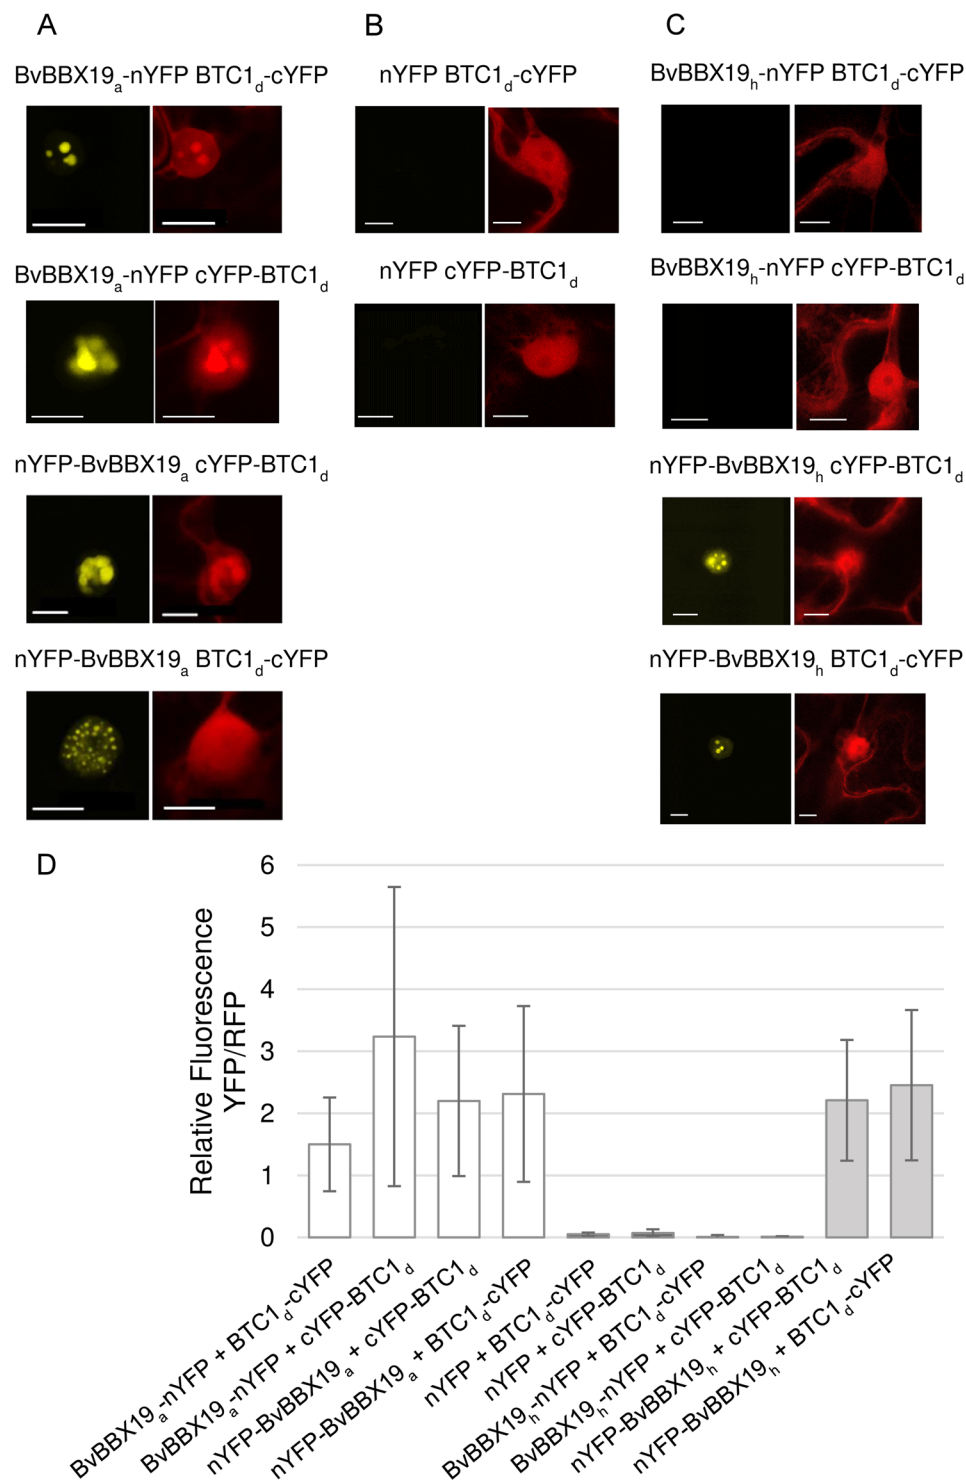 A
B
C
BvBBX19a-nYFP BTC1d-cYFP
nYFP BTC1d-cYFP
BvBBX19h-nYFP BTC1d-cYFP
BvBBX19a-nYFP cYFP-BTC1d
nYFP cYFP-BTC1d
BvBBX19h-nYFP cYFP-BTC1d
nYFP-BvBBX19a cYFP-BTC1d
nYFP-BvBBX19h cYFP-BTC1d
nYFP-BvBBX19a BTC1d-cYFP
nYFP-BvBBX19h BTC1d-cYFP
D
Relative Fluorescence
YFP/RFP
6
5
4
3
2
1
0
BvBBX19a-nYFP + BTC1d-cYFP
BvBBX19a-nYFP + cYFP-BTC1d
nYFP-BvBBX19a + cYFP-BTC1d
nYFP-BvBBX19a + BTC1d-cYFP
nYFP + BTC1d-cYFP
nYFP + cYFP-BTC1d
BvBBX19h-nYFP + BTC1d-cYFP
BvBBX19h-nYFP + cYFP-BTC1d
nYFP-BvBBX19h + cYFP-BTC1d
nYFP-BvBBX19h + BTC1d-cYFP